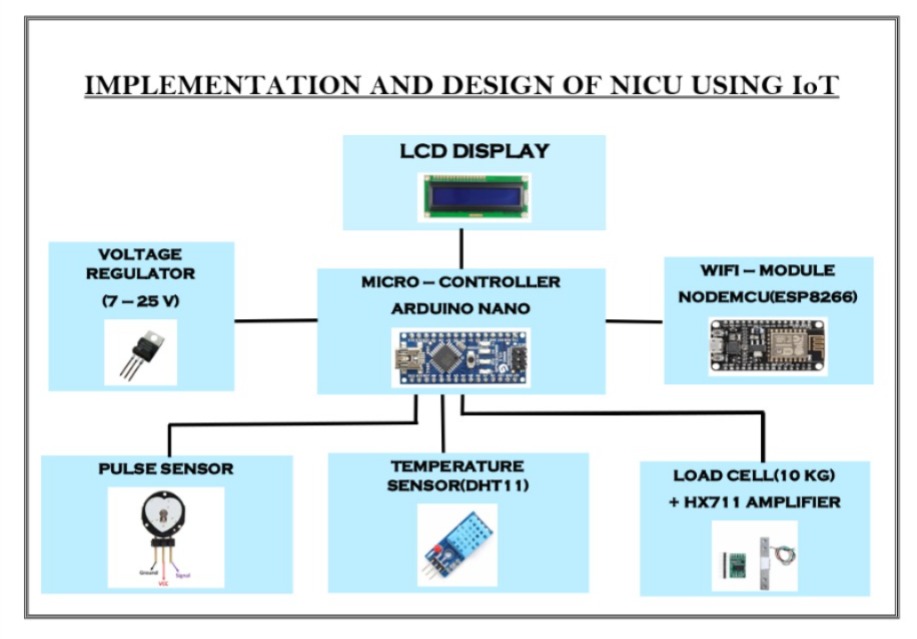 IMPLEMENTATION AND DESIGN OF NICU USING IoT
LCD DISPLAY
VOLTAGE
REGULATOR
(7 – 25 V)
MICRO – CONTROLLER
ARDUINO NANO
WIFI – MODULE
NODEMCU(ESP8266)
PULSE SENSOR
Ground
VCC
Signal
TEMPERATURE
SENSOR(DHT11)
LOAD CELL(10 KG)
+ HX711 AMPLIFIER